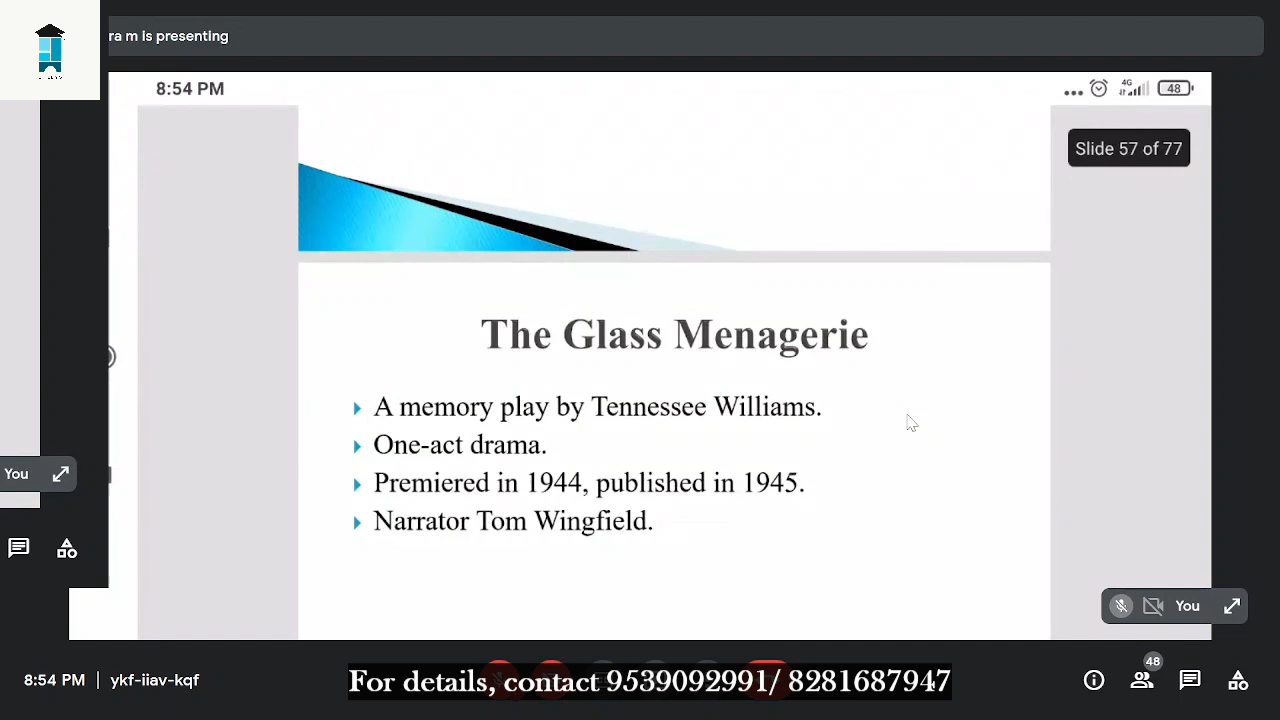 ra m is presenting
8:54 PM
4G
48
Slide 57 of 77
The Glass Menagerie
A memory play by Tennessee Williams.
One-act drama.
Premiered in 1944, published in 1945.
Narrator Tom Wingfield.
You
You
48
8:54 PM | ykf-iiav-kqf
For details, contact 9539092991/ 8281687947